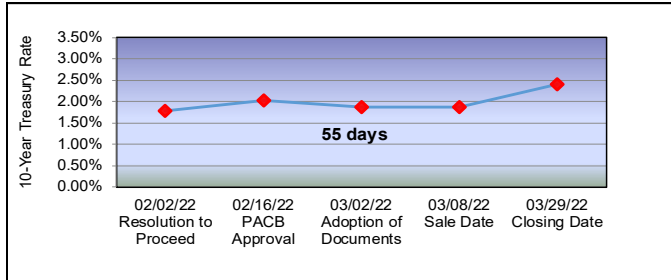 10-Year Treasury Rate
3.50%
3.00%
2.50%
2.00%
1.50%
1.00%
0.50%
0.00%
55 days
02/02/22 02/16/22 03/02/22 03/08/22 03/29/22
Resolution to PACB Adoption of Sale Date Closing Date
Proceed Approval Documents